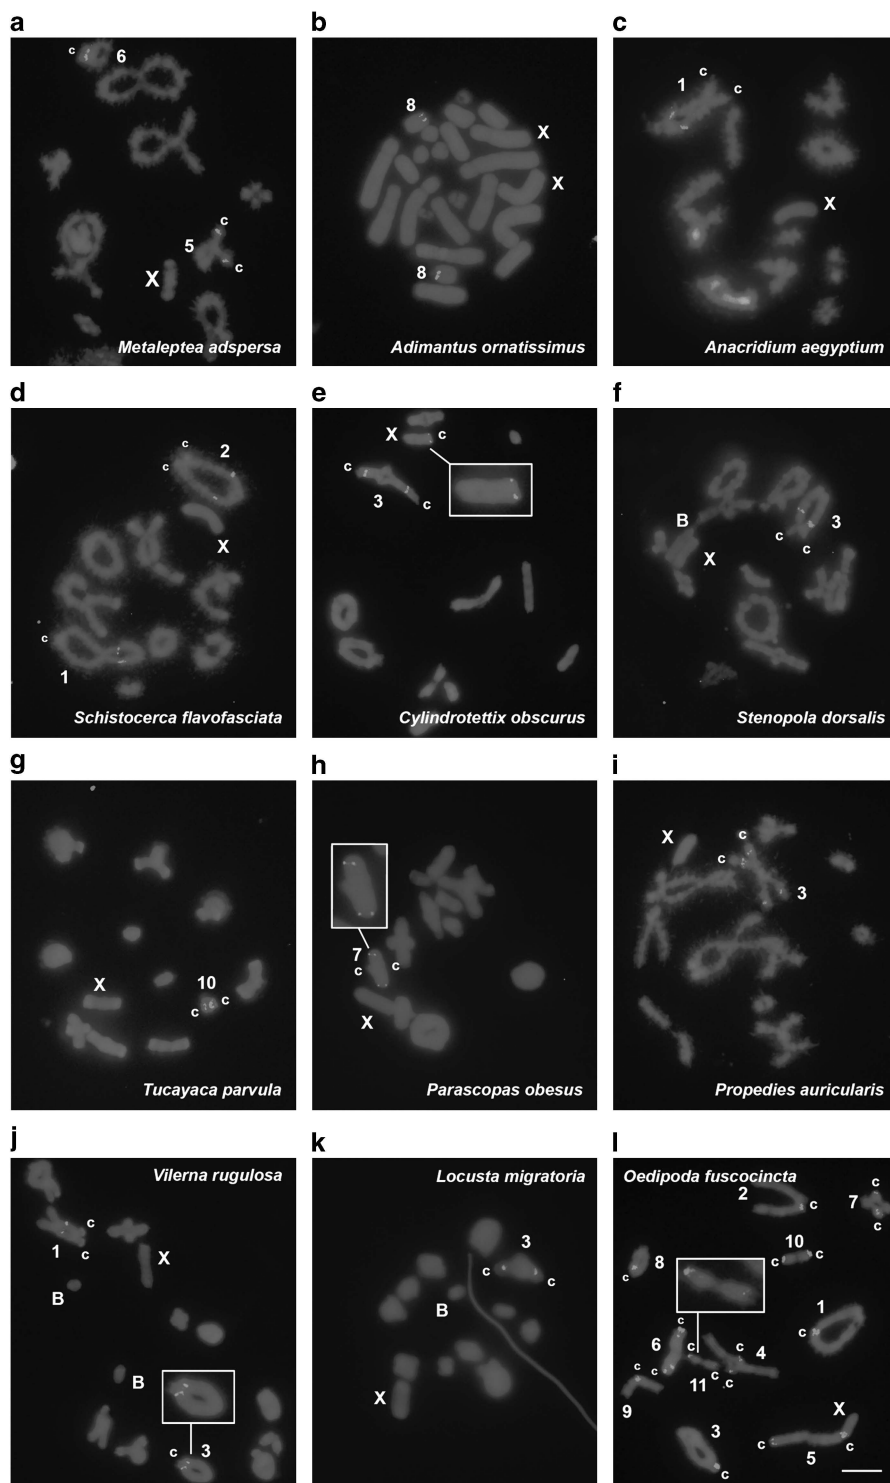 a
c
6
c
5
c
X
Metaleptea adspersa
b
8
X
X
8
Adimantus ornatissimus
c
c
1
c
X
Anacridium aegyptium
d
c
2
c
X
c
1
Schistocerca flavofasciata
e
X
c
c
3
c
Cylindrotettix obscurus
f
B
3
c
c
X
Stenopola dorsalis
g
X
10
c
c
Tucayaca parvula
h
7
c
c
X
Parascopas obesus
i
X
c
c
3
Propedies auricularis
j
Vilerna rugulosa
c
1
c
X
B
B
c
3
k
Locusta migratoria
3
c
c
B
X
l
Oedipoda fuscocincta
2
c
7
c
c
10
c
c
8
c
1
c
c
6
c
c
4
c
c
11
c
c
9
3
c
X
c
c
5